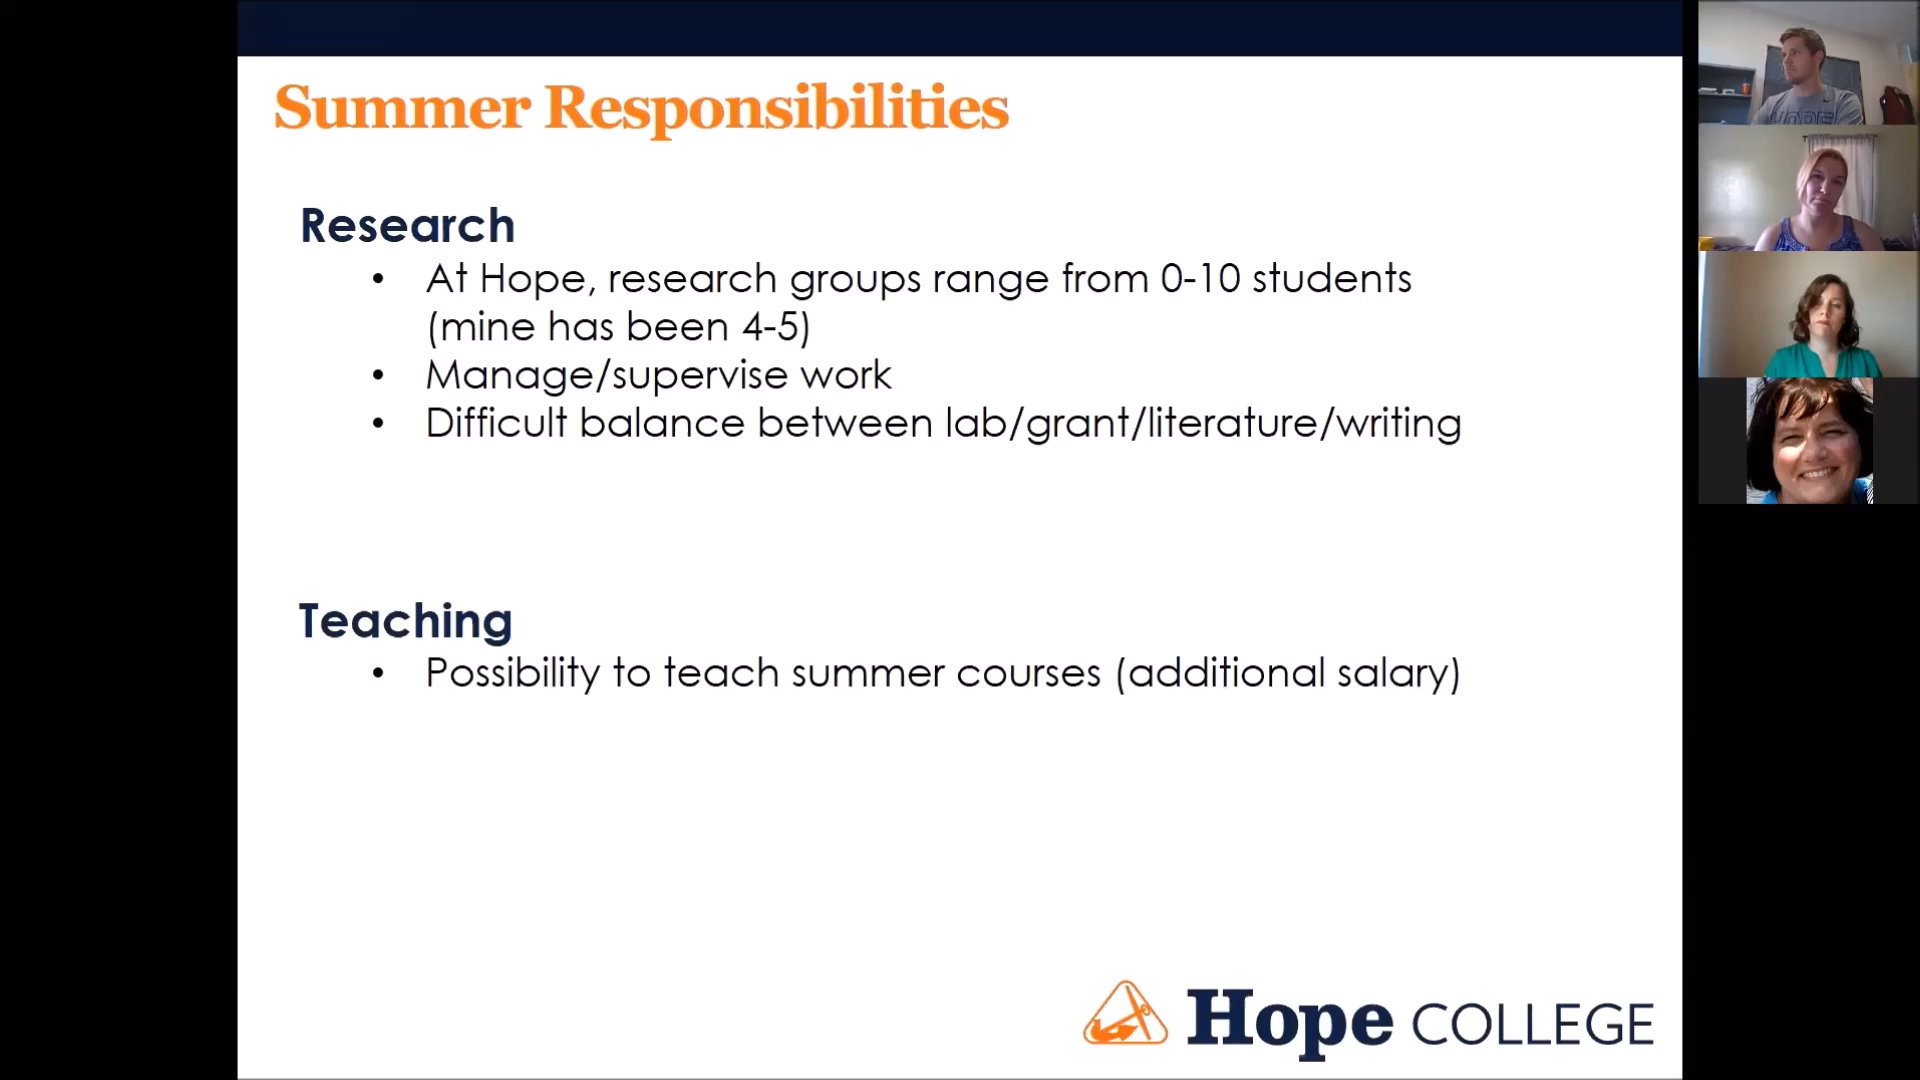 Summer Responsibilities
Research
• At Hope, research groups range from 0-10 students
(mine has been 4-5)
• Manage/supervise work
• Difficult balance between lab/grant/literature/writing
Teaching
• Possibility to teach summer courses (additional salary)
Hope COLLEGE
HOPE